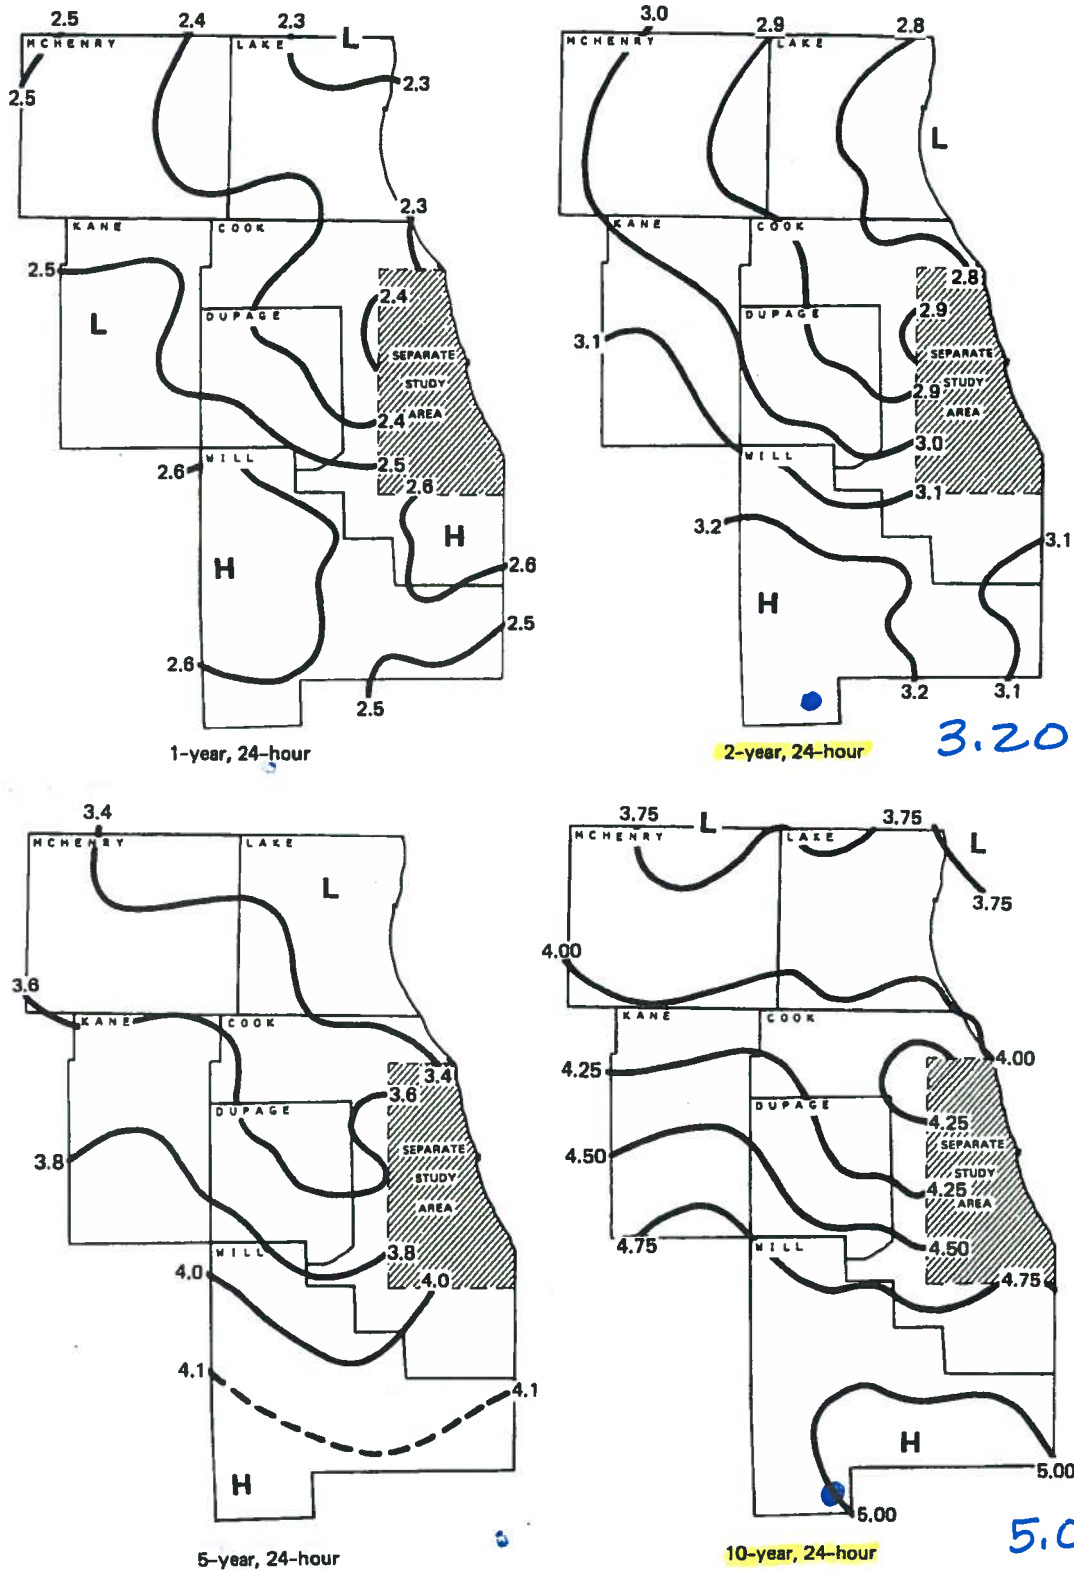 2.5
2.4
2.3
L
MCHENRY
LAKE
2.5
2.3
2.3
KANE
COOK
2.5
L
2.4
DUPAGE
SEPARATE
STUDY
AREA
2.4
2.5
2.6
WILL
2.6
H
H
2.6
2.5
2.6
2.5
1-year, 24-hour
3.0
2.9
2.8
MCHENRY
LAKE
L
KANE
COOK
2.8
2.9
DUPAGE
3.1
SEPARATE
STUDY
AREA
2.9
3.0
WILL
3.1
3.2
3.1
H
3.2
3.1
2-year, 24-hour
3.20
3.4
MCHENRY
LAKE
L
3.6
KANE
COOK
3.4
3.6
DUPAGE
SEPARATE
STUDY
AREA
3.8
WILL
3.8
4.0
4.0
4.1
4.1
H
5-year, 24-hour
3.75
L
3.75
MCHENRY
LAKE
L
3.75
4.00
KANE
COOK
4.00
4.25
DUPAGE
4.25
SEPARATE
STUDY
AREA
4.50
4.25
4.75
WILL
4.50
4.75
H
5.00
5.00
10-year, 24-hour
5.0